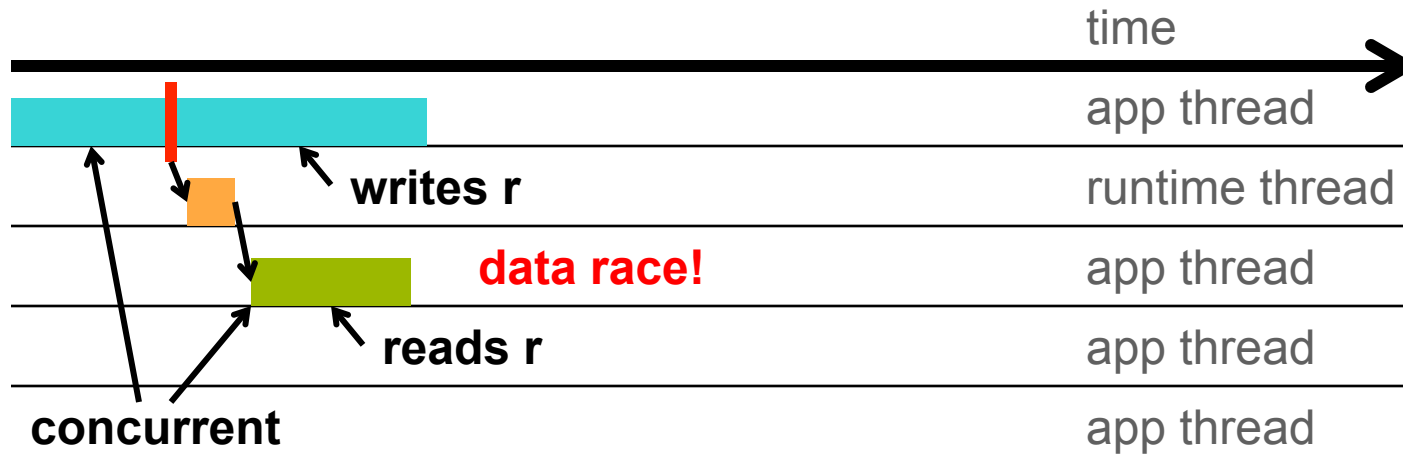 time
app thread
writes r
runtime thread
data race!
app thread
reads r
app thread
concurrent
app thread